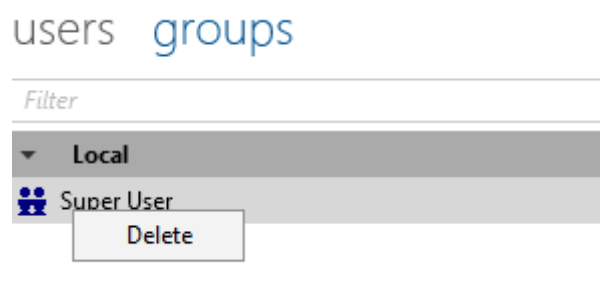 users groups
Filter
Local
Super User
Delete